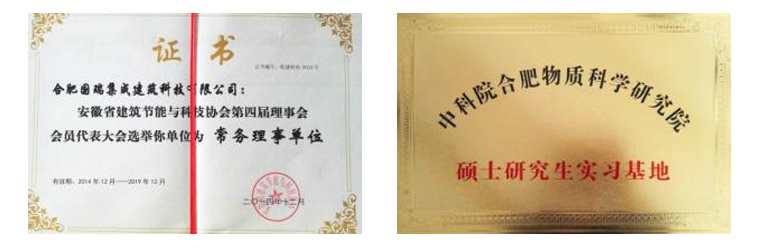 证书
合肥国瑞集成建筑科技有限公司：
安徽省建筑节能与科技协会第四届理事会
会员代表大会选举你单位为 常务理事单位
有效期：2014年12月——2019年12月
二〇一四年十二月
中科院合肥物质科学研究院
硕士研究生实习基地